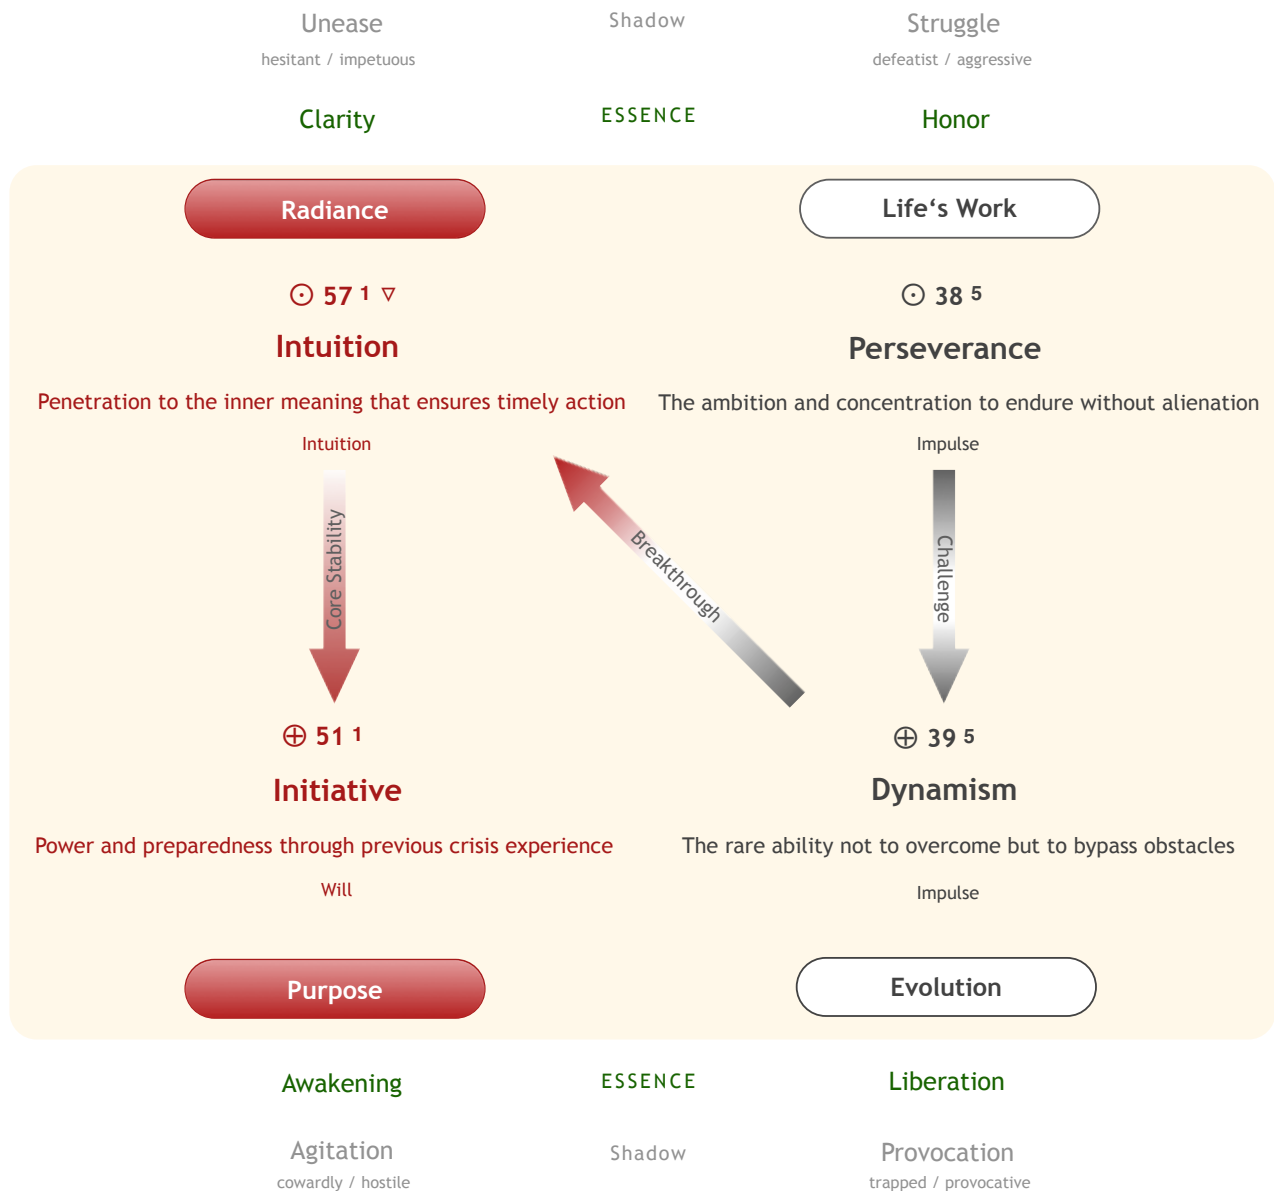 Unease
Shadow
Struggle
hesitant / impetuous
defeatist / aggressive
Clarity
ESSENCE
Honor
Radiance
Life‘s Work
☉ 57 1 ▽
☉ 38 5
Intuition
Perseverance
Penetration to the inner meaning that ensures timely action
The ambition and concentration to endure without alienation
Intuition
Impulse
Core Stability
Breakthrough
Challenge
⊕ 51 1
⊕ 39 5
Initiative
Dynamism
Power and preparedness through previous crisis experience
The rare ability not to overcome but to bypass obstacles
Will
Impulse
Purpose
Evolution
Awakening
ESSENCE
Liberation
Agitation
Shadow
Provocation
cowardly / hostile
trapped / provocative